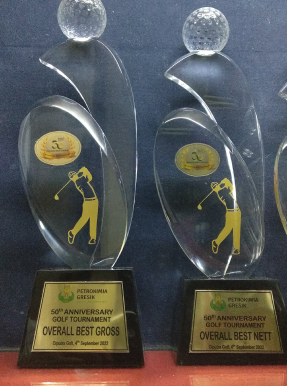 PETROKIMIA
GRESIK
50th ANNIVERSARY
GOLF TOURNAMENT
OVERALL BEST GROSS
PETROKIMIA
GRESIK
50th ANNIVERSARY
GOLF TOURNAMENT
OVERALL BEST NETT